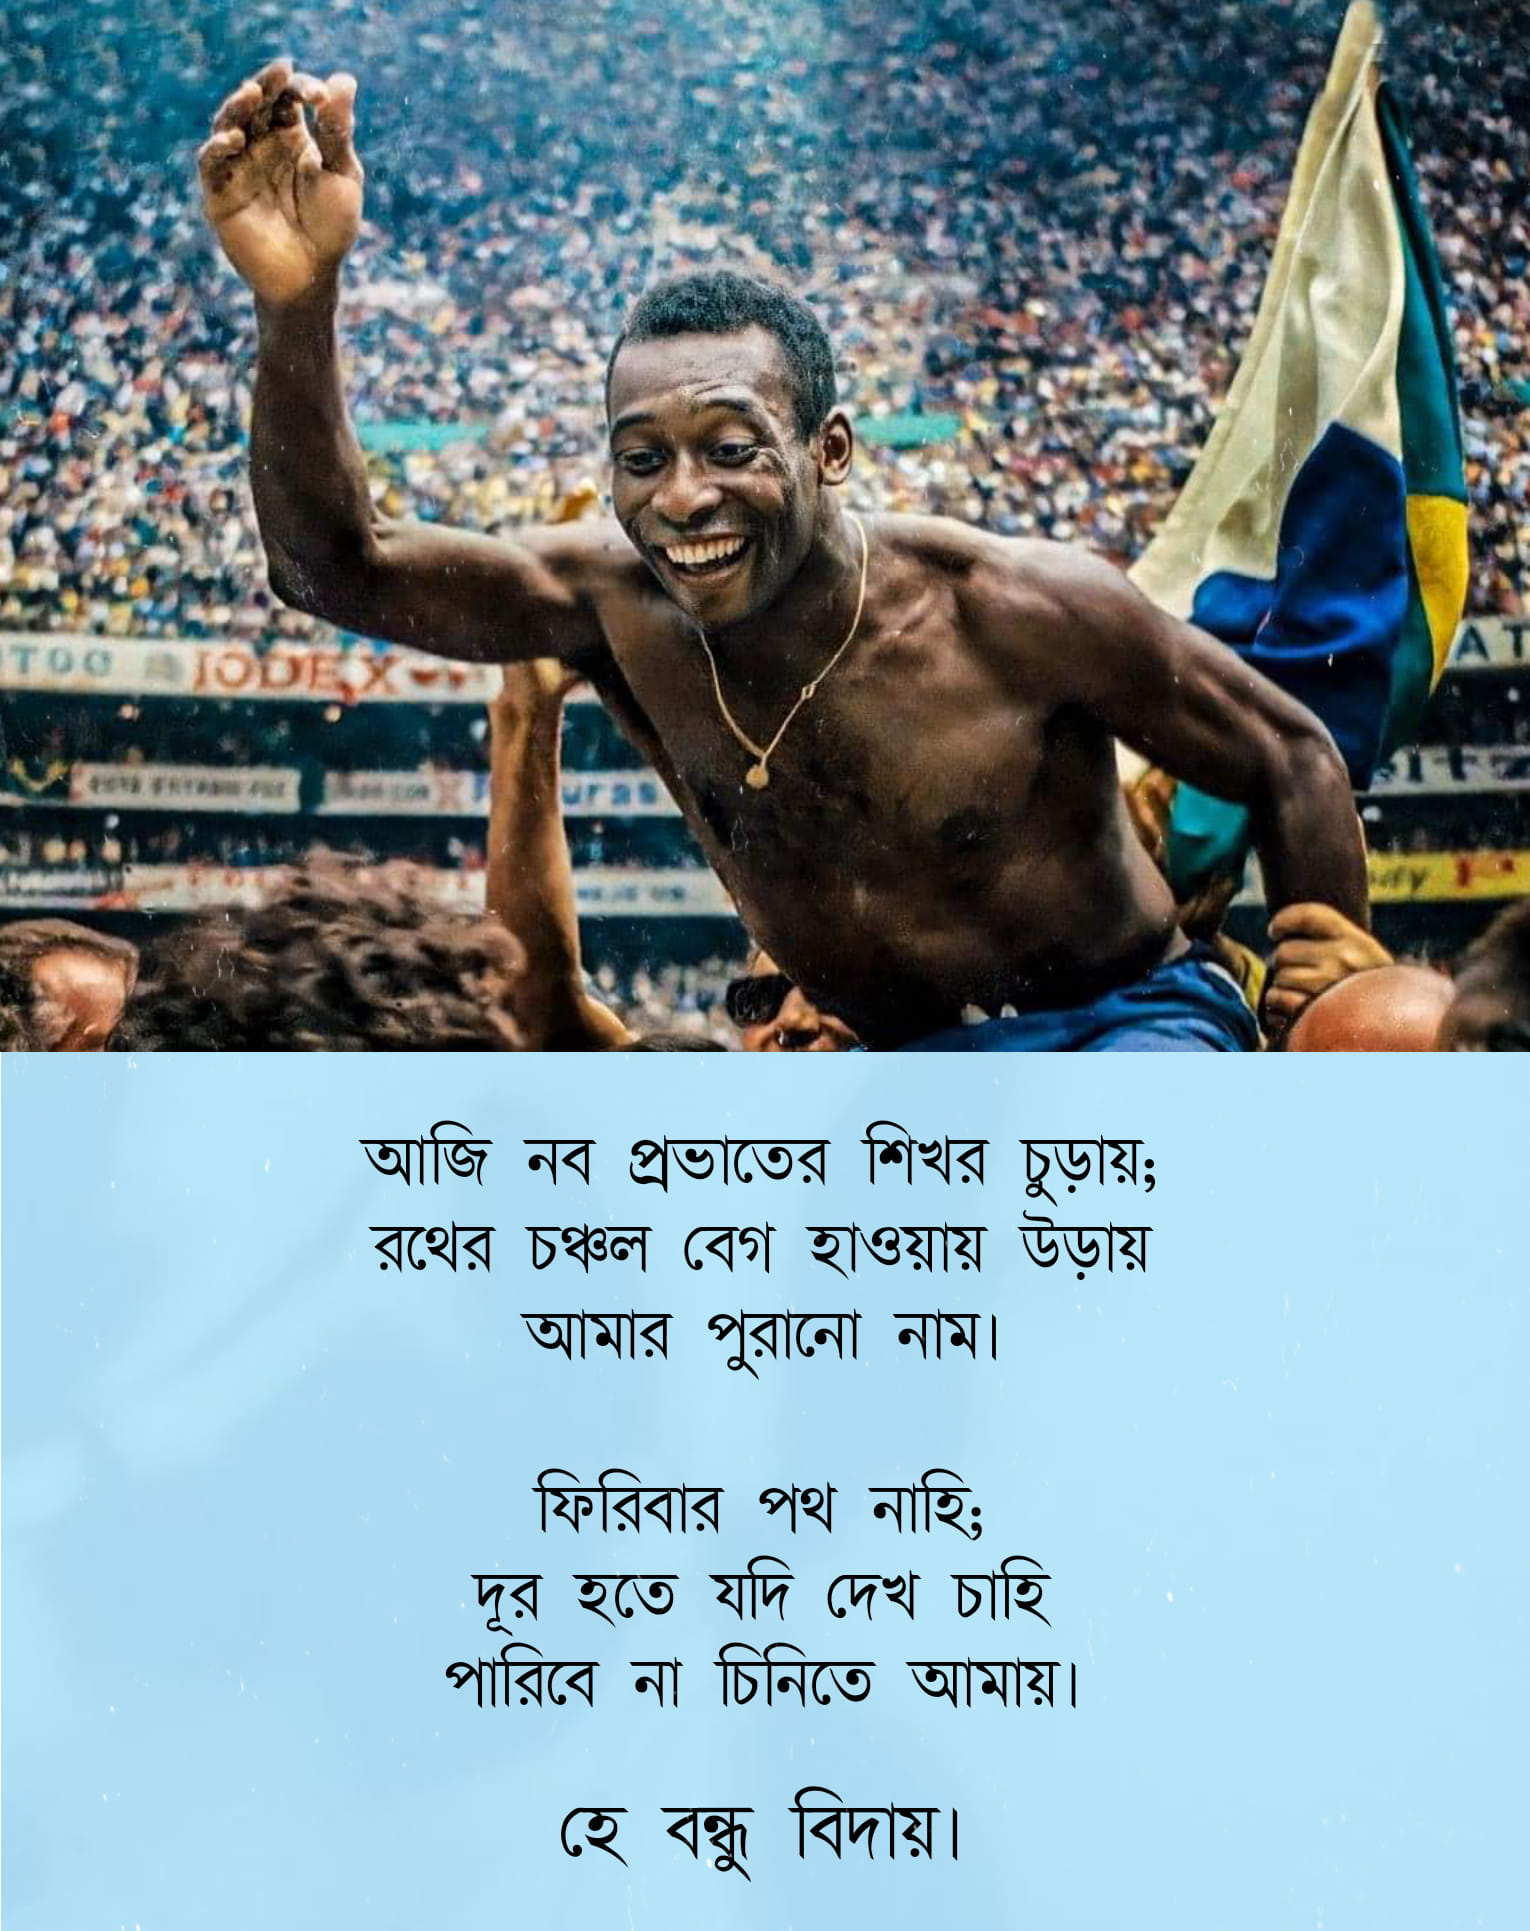 IODEX
আজি নব প্রভাতের শিখর চুড়ায়;
রথের চঞ্চল বেগ হাওয়ায় উড়ায়
আমার পুরানো নাম।
ফিরিবার পথ নাহি;
দূর হতে যদি দেখ চাহি
পারিবে না চিনিতে আমায়।
হে বন্ধু বিদায়।